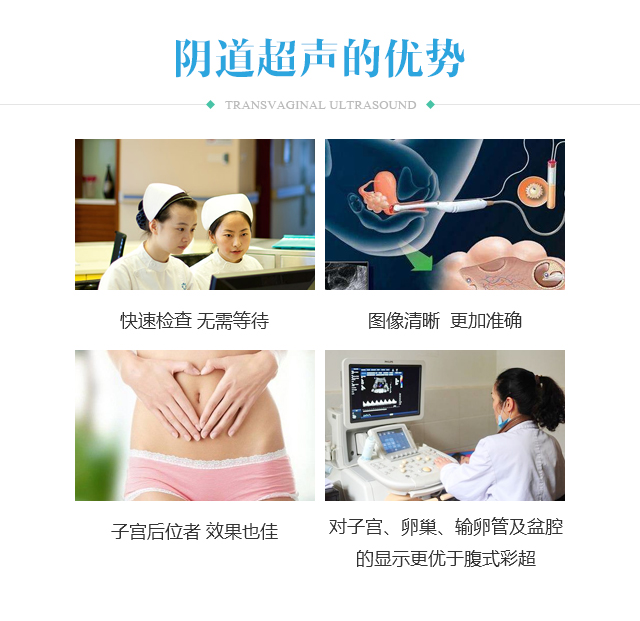 阴道超声的优势
TRANSVAGINAL ULTRASOUND
快速检查 无需等待
图像清晰 更加准确
子宫后位者 效果也佳
对子宫、卵巢、输卵管及盆腔
的显示更优于腹式彩超